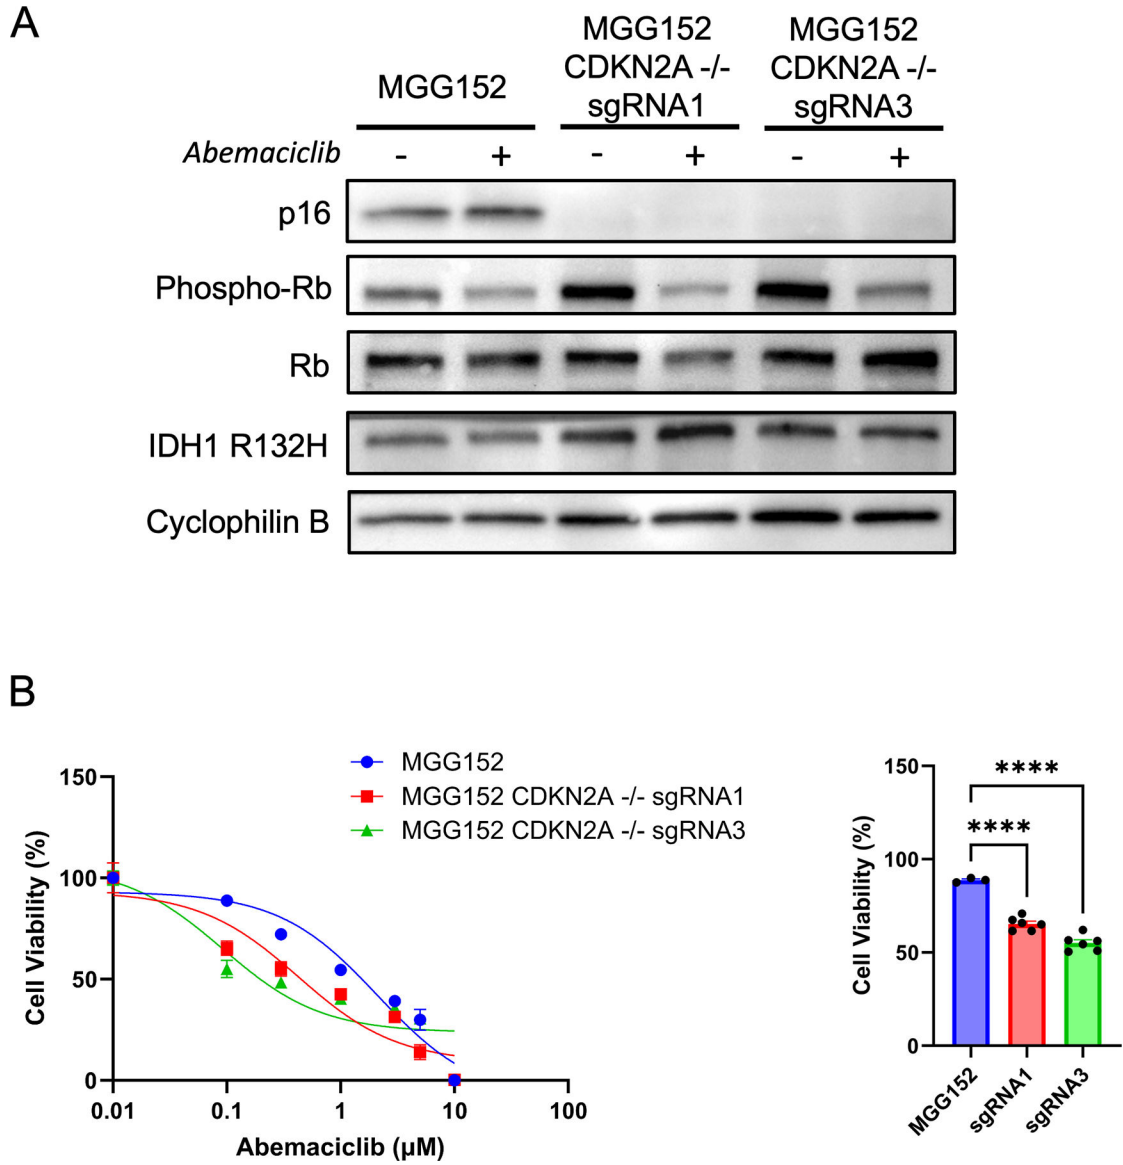 A
MGG152
MGG152
CDKN2A -/-
sgRNA1
MGG152
CDKN2A -/-
sgRNA3
Abemaciclib - + - + - +
p16
Phospho-Rb
Rb
IDH1 R132H
Cyclophilin B
B
MGG152
MGG152 CDKN2A -/- sgRNA1
MGG152 CDKN2A -/- sgRNA3
Cell Viability (%)
150
100
50
0
0.01 0.1 1 10 100
Abemaciclib (μM)
Cell Viability (%)
150
100
50
0
****
****
MGG152
sgRNA1
sgRNA3